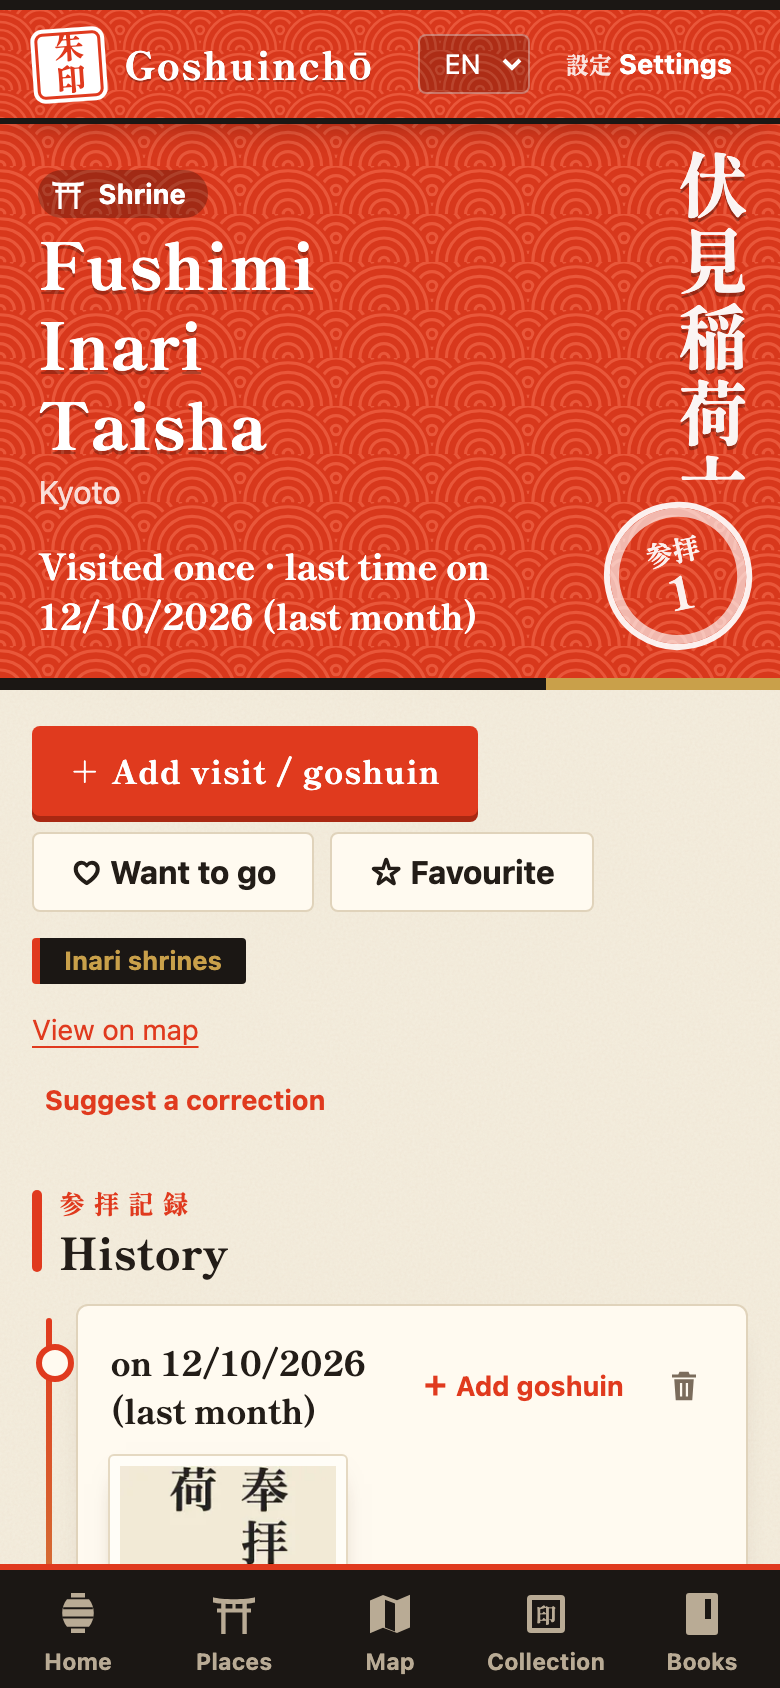 朱印
Goshuinchō
EN
設定 Settings
Shrine
Fushimi
Inari
Taisha
Kyoto
伏見稲荷
Visited once · last time on
12/10/2026 (last month)
参拝
1
+ Add visit / goshuin
Want to go
Favourite
Inari shrines
View on map
Suggest a correction
参拝記録
History
on 12/10/2026
(last month)
+ Add goshuin
奉拝
荷
印
Home
Places
Map
Collection
Books